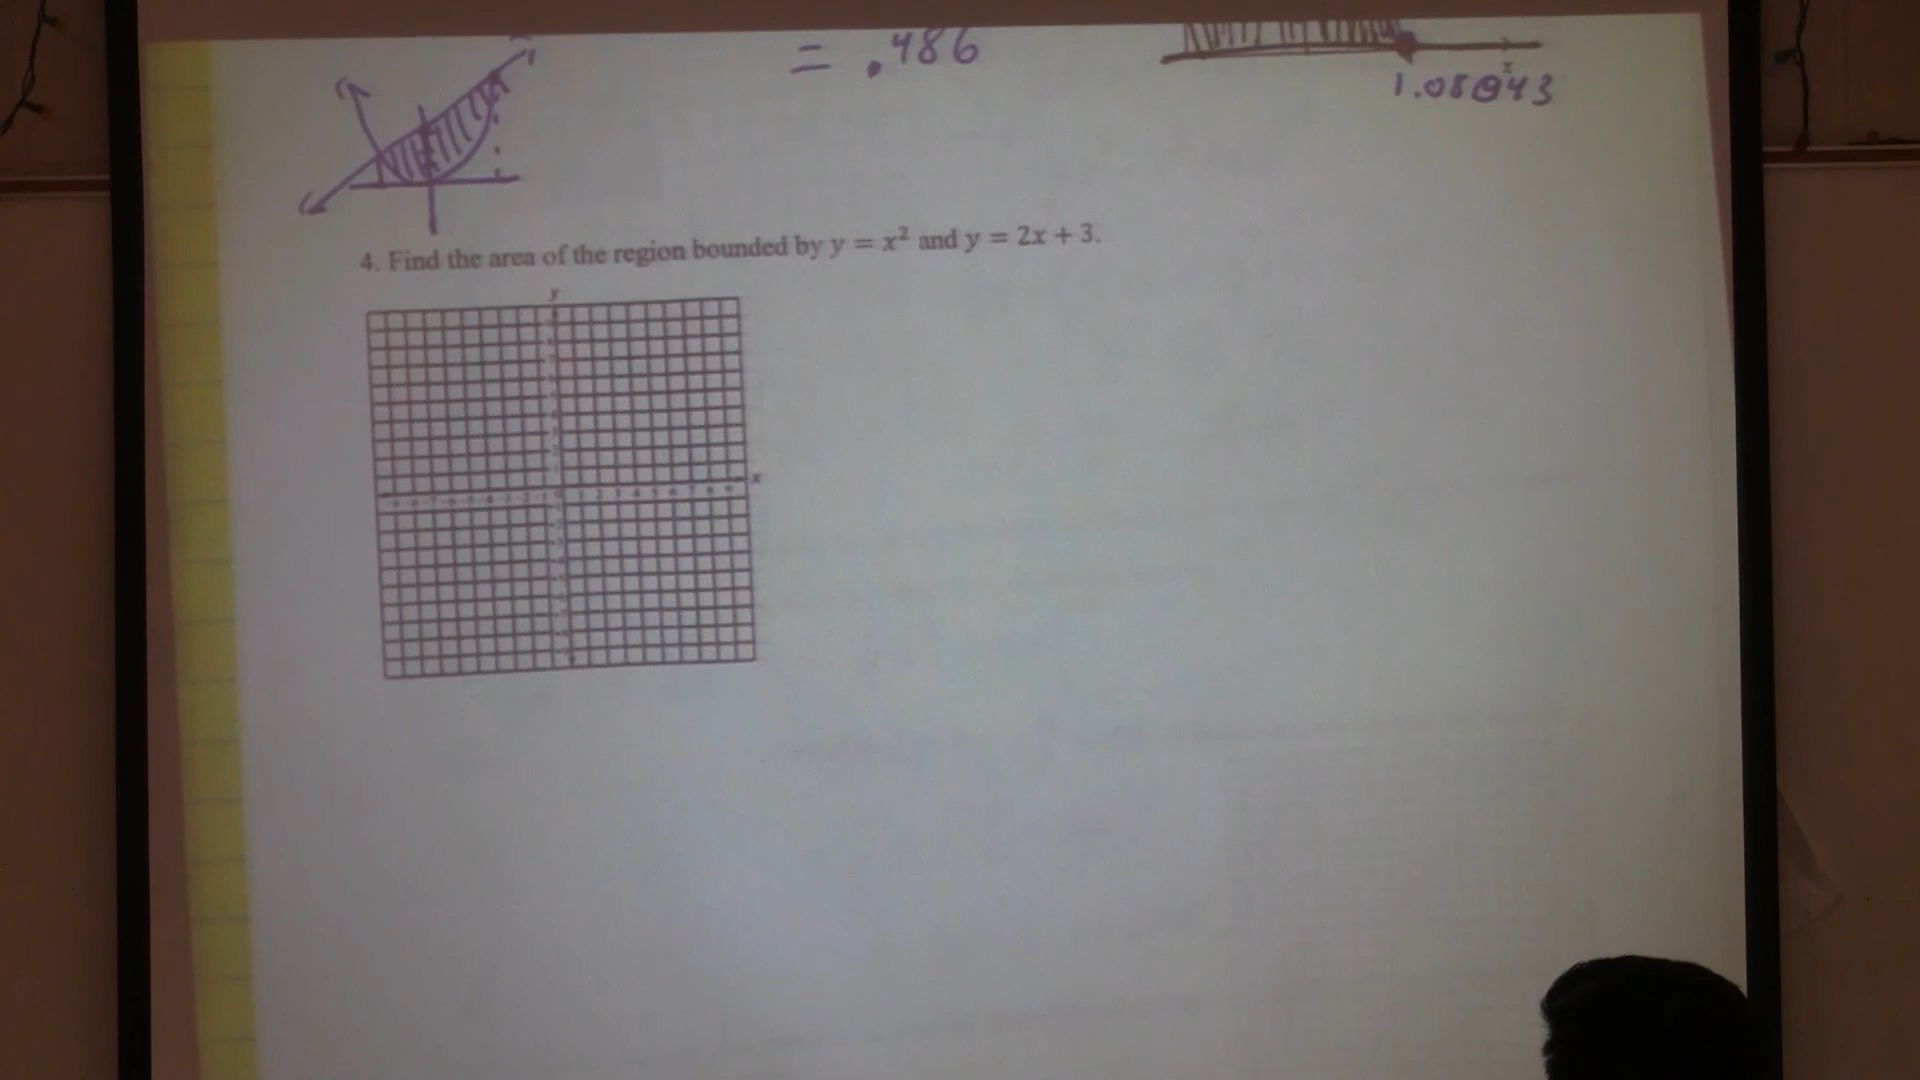 = .486
x
1.08043
4. Find the area of the region bounded by y = x² and y = 2x + 3.
y
x